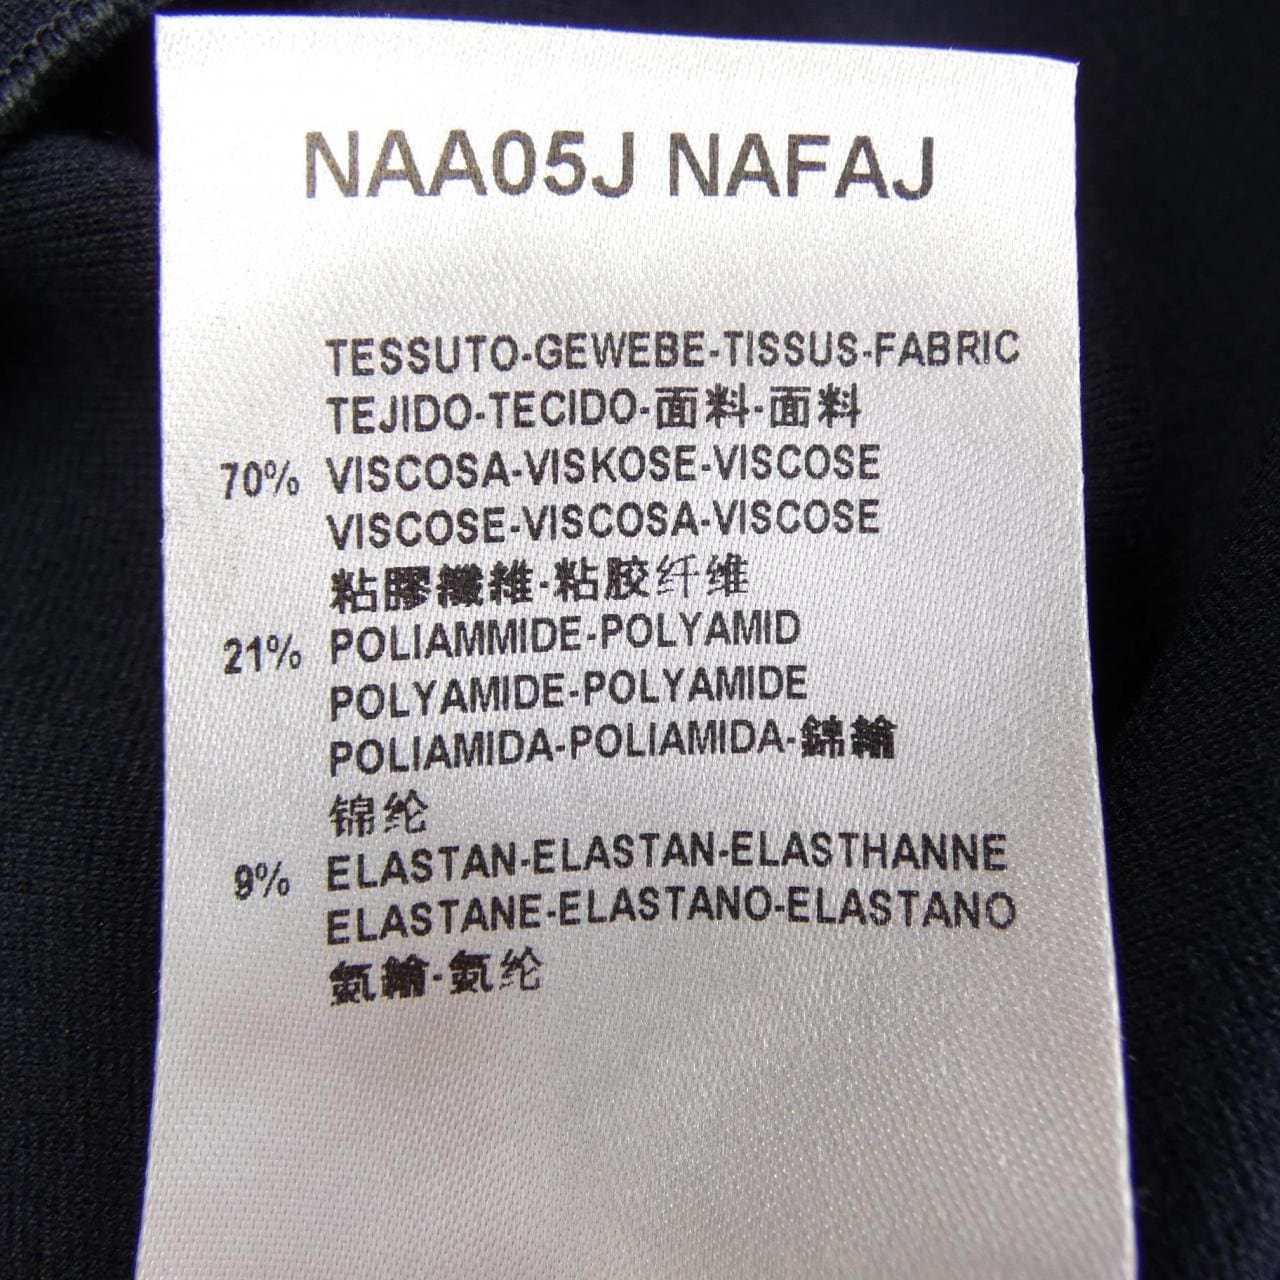 NAA05J NAFAJ
TESSUTO-GEWEBE-TISSUS-FABRIC
TEJIDO-TECIDO-面料-面料
70% VISCOSA-VISKOSE-VISCOSE
VISCOSE-VISCOSA-VISCOSE
粘膠纖維-粘胶纤维
21% POLIAMMIDE-POLYAMID
POLYAMIDE-POLYAMIDE
POLIAMIDA-POLIAMIDA-錦綸
锦纶
9% ELASTAN-ELASTAN-ELASTHANNE
ELASTANE-ELASTANO-ELASTANO
氨綸-氨纶